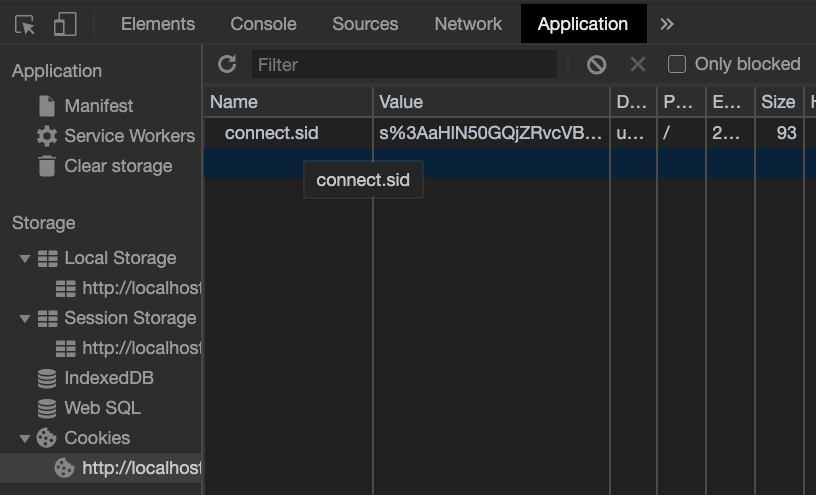 Elements Console Sources Network Application »
Application
Manifest
Service Workers
Clear storage
Storage
Local Storage
http://localhost
Session Storage
http://localhost
IndexedDB
Web SQL
Cookies
http://localhost
Filter Only blocked
Name Value D... P... E... Size
connect.sid s%3AaHlN50GQjZRvcVB... u... / 2... 93
connect.sid